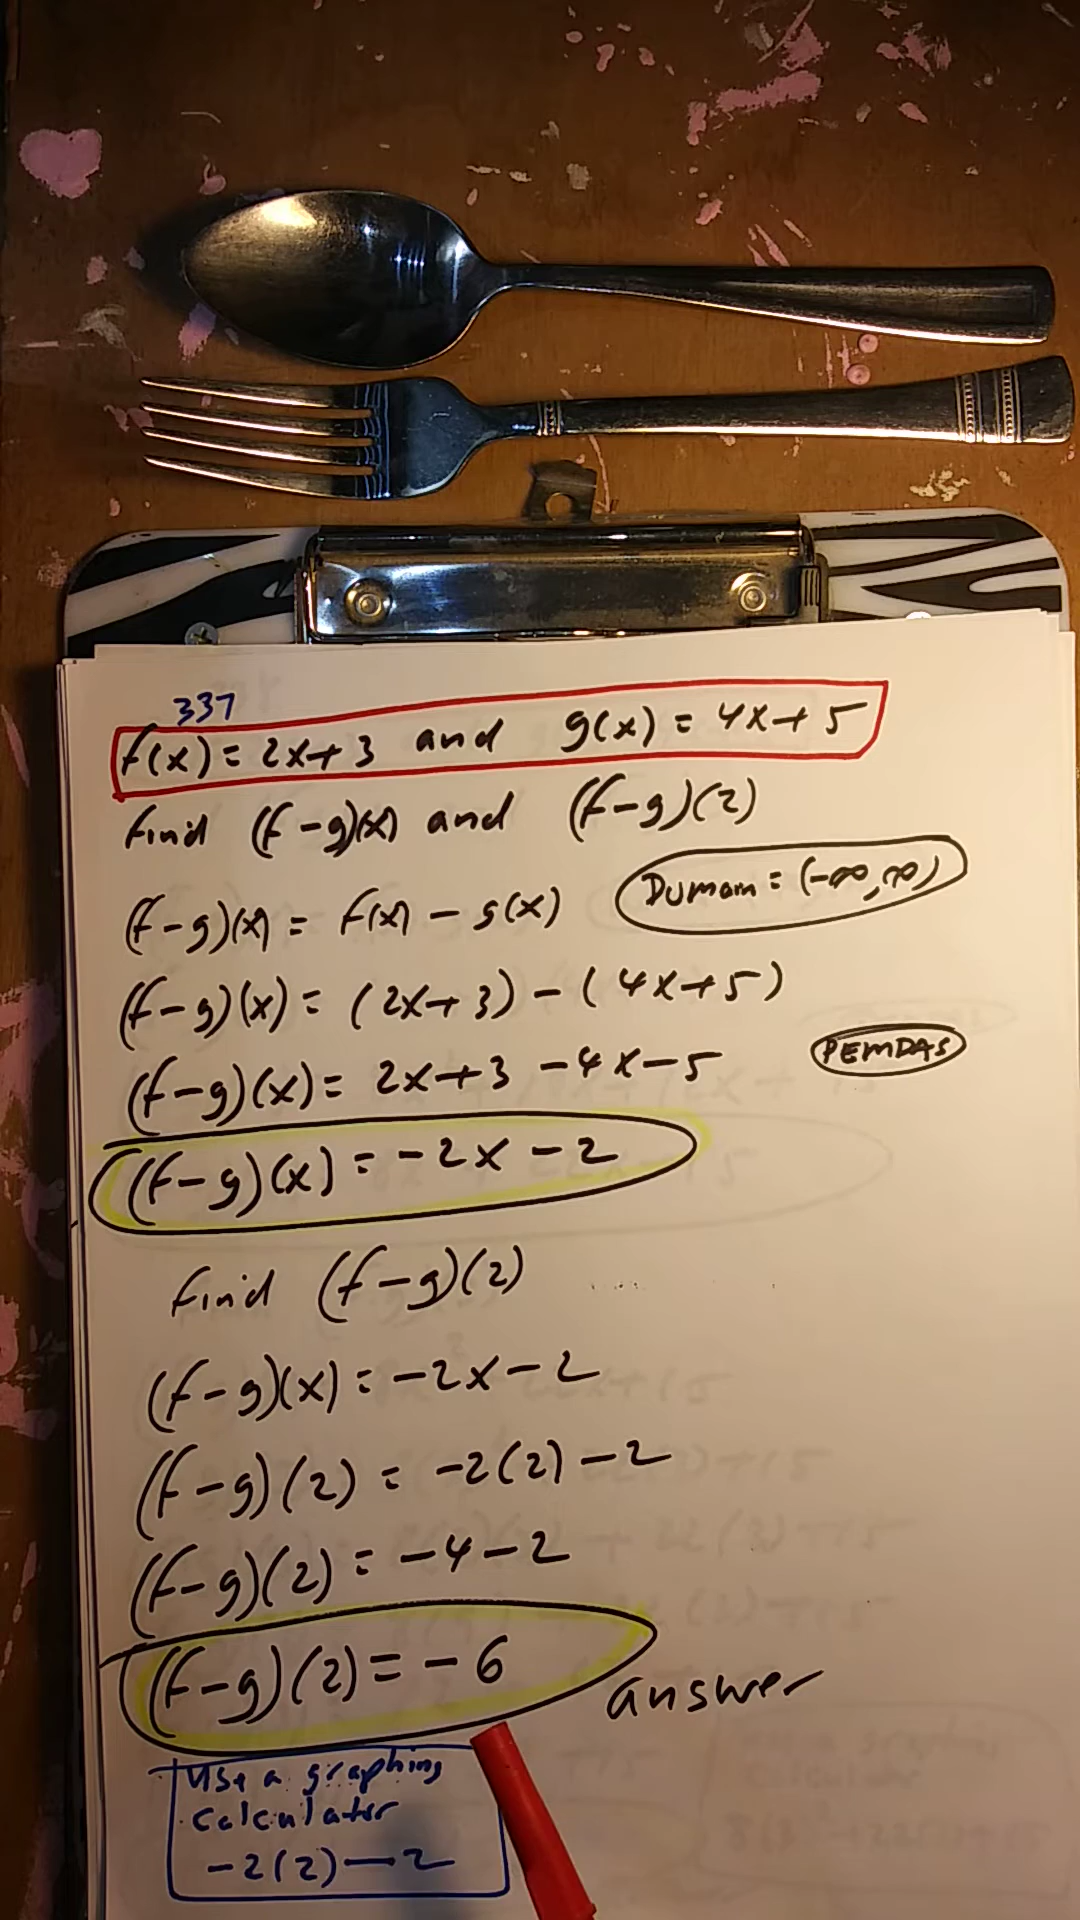 337
f(x) = 2x+3 and g(x) = 4x+5
find (f-g)(x) and (f-g)(2)
(f-g)(x) = f(x) - g(x)
Dumain = (-∞,∞)
(f-g)(x) = (2x+3) - (4x+5)
(f-g)(x) = 2x+3 -4x-5
PEMDAS
(f-g)(x) = -2x-2
find (f-g)(2)
(f-g)(x) = -2x-2
(f-g)(2) = -2(2)-2
(f-g)(2) = -4-2
(f-g)(2) = -6
answer
Use a graphing
calculator
-2(2)-2